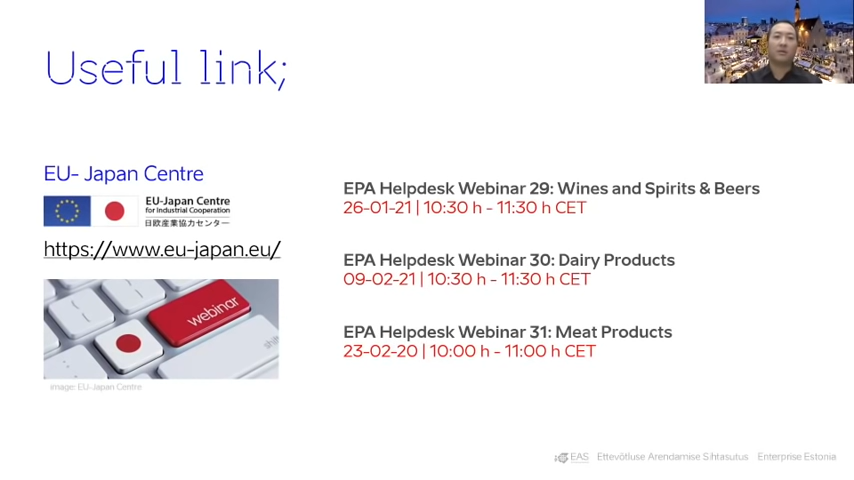 Useful link;
EU- Japan Centre
EU-Japan Centre
for Industrial Cooperation
日欧産業協力センター
https://www.eu-japan.eu/
webinar
shift
image: EU-Japan Centre
EPA Helpdesk Webinar 29: Wines and Spirits & Beers
26-01-21 | 10:30 h - 11:30 h CET
EPA Helpdesk Webinar 30: Dairy Products
09-02-21 | 10:30 h - 11:30 h CET
EPA Helpdesk Webinar 31: Meat Products
23-02-20 | 10:00 h - 11:00 h CET
EAS Ettevõtluse Arendamise Sihtasutus Enterprise Estonia